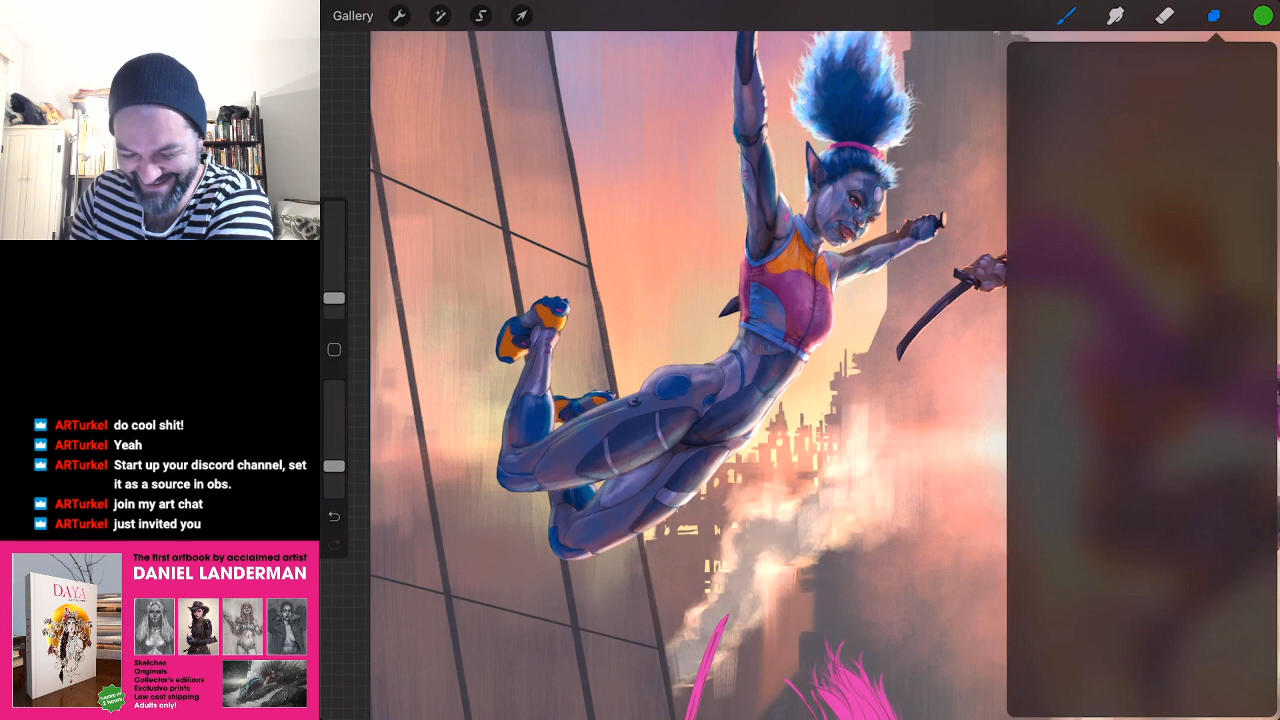 Gallery
ARTurkel do cool shit!
ARTurkel Yeah
ARTurkel Start up your discord channel, set
it as a source in obs.
ARTurkel join my art chat
ARTurkel just invited you
The first artbook by acclaimed artist
DANIEL LANDERMAN
DAYA
Sketches
Originals
Collector's editions
Exclusive prints
Low cost shipping
Adults only!